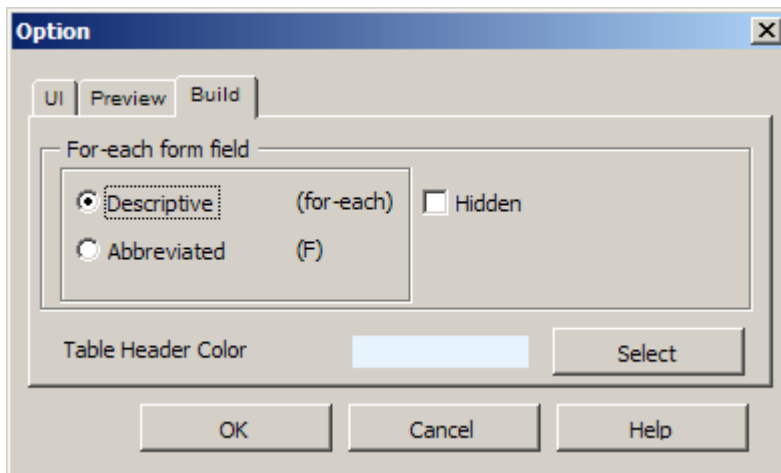 Option
UI Preview Build
For-each form field
Descriptive (for-each) Hidden
Abbreviated (F)
Table Header Color Select
OK Cancel Help